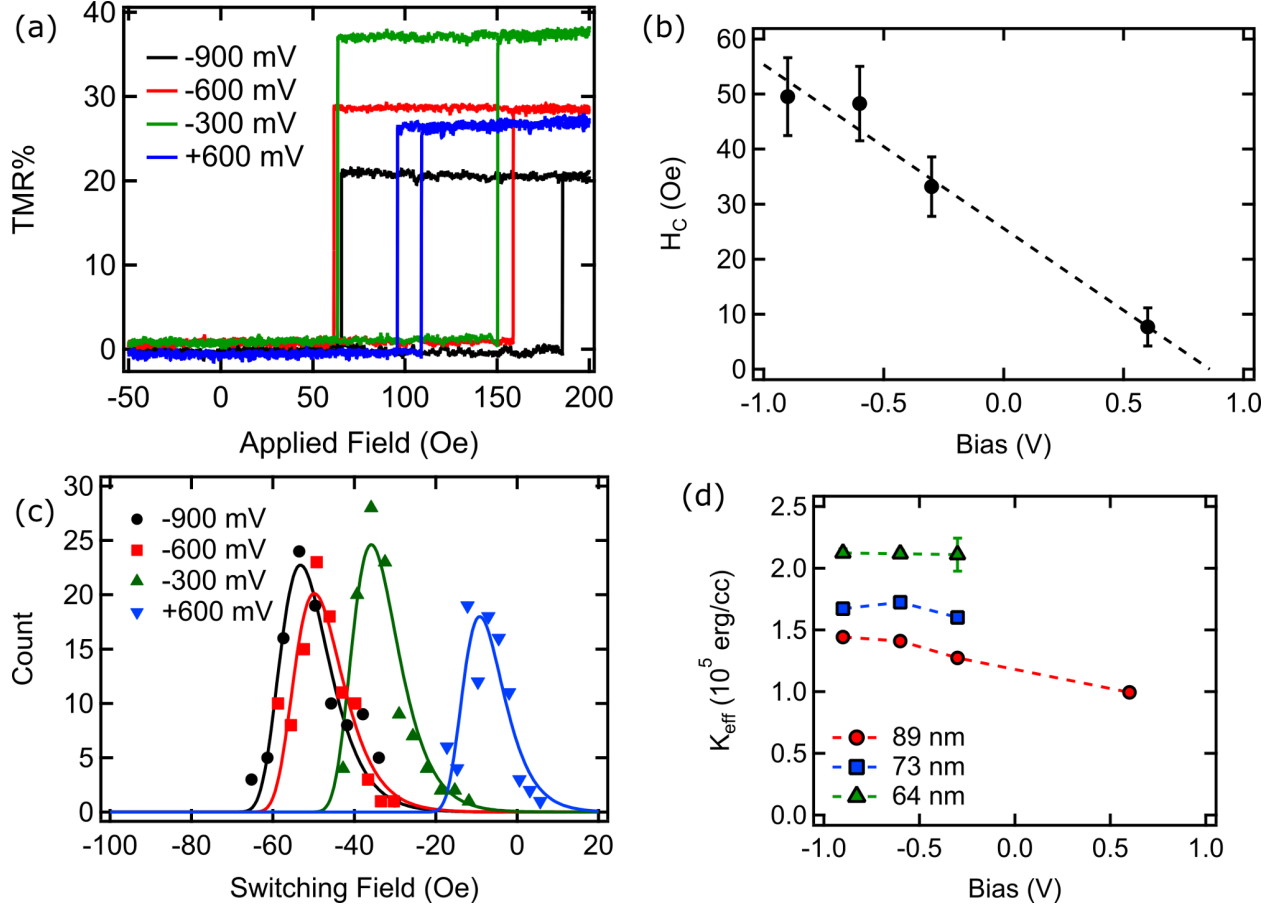 (a)
40
30
20
10
0
TMR%
-900 mV
-600 mV
-300 mV
+600 mV
-50 0 50 100 150 200
Applied Field (Oe)
(b)
60
50
40
30
20
10
0
H_C (Oe)
-1.0 -0.5 0.0 0.5 1.0
Bias (V)
(c)
30
25
20
15
10
5
0
Count
-900 mV
-600 mV
-300 mV
+600 mV
-100 -80 -60 -40 -20 0 20
Switching Field (Oe)
(d)
2.5
2.0
1.5
1.0
0.5
0.0
K_eff (10^5 erg/cc)
89 nm
73 nm
64 nm
-1.0 -0.5 0.0 0.5 1.0
Bias (V)